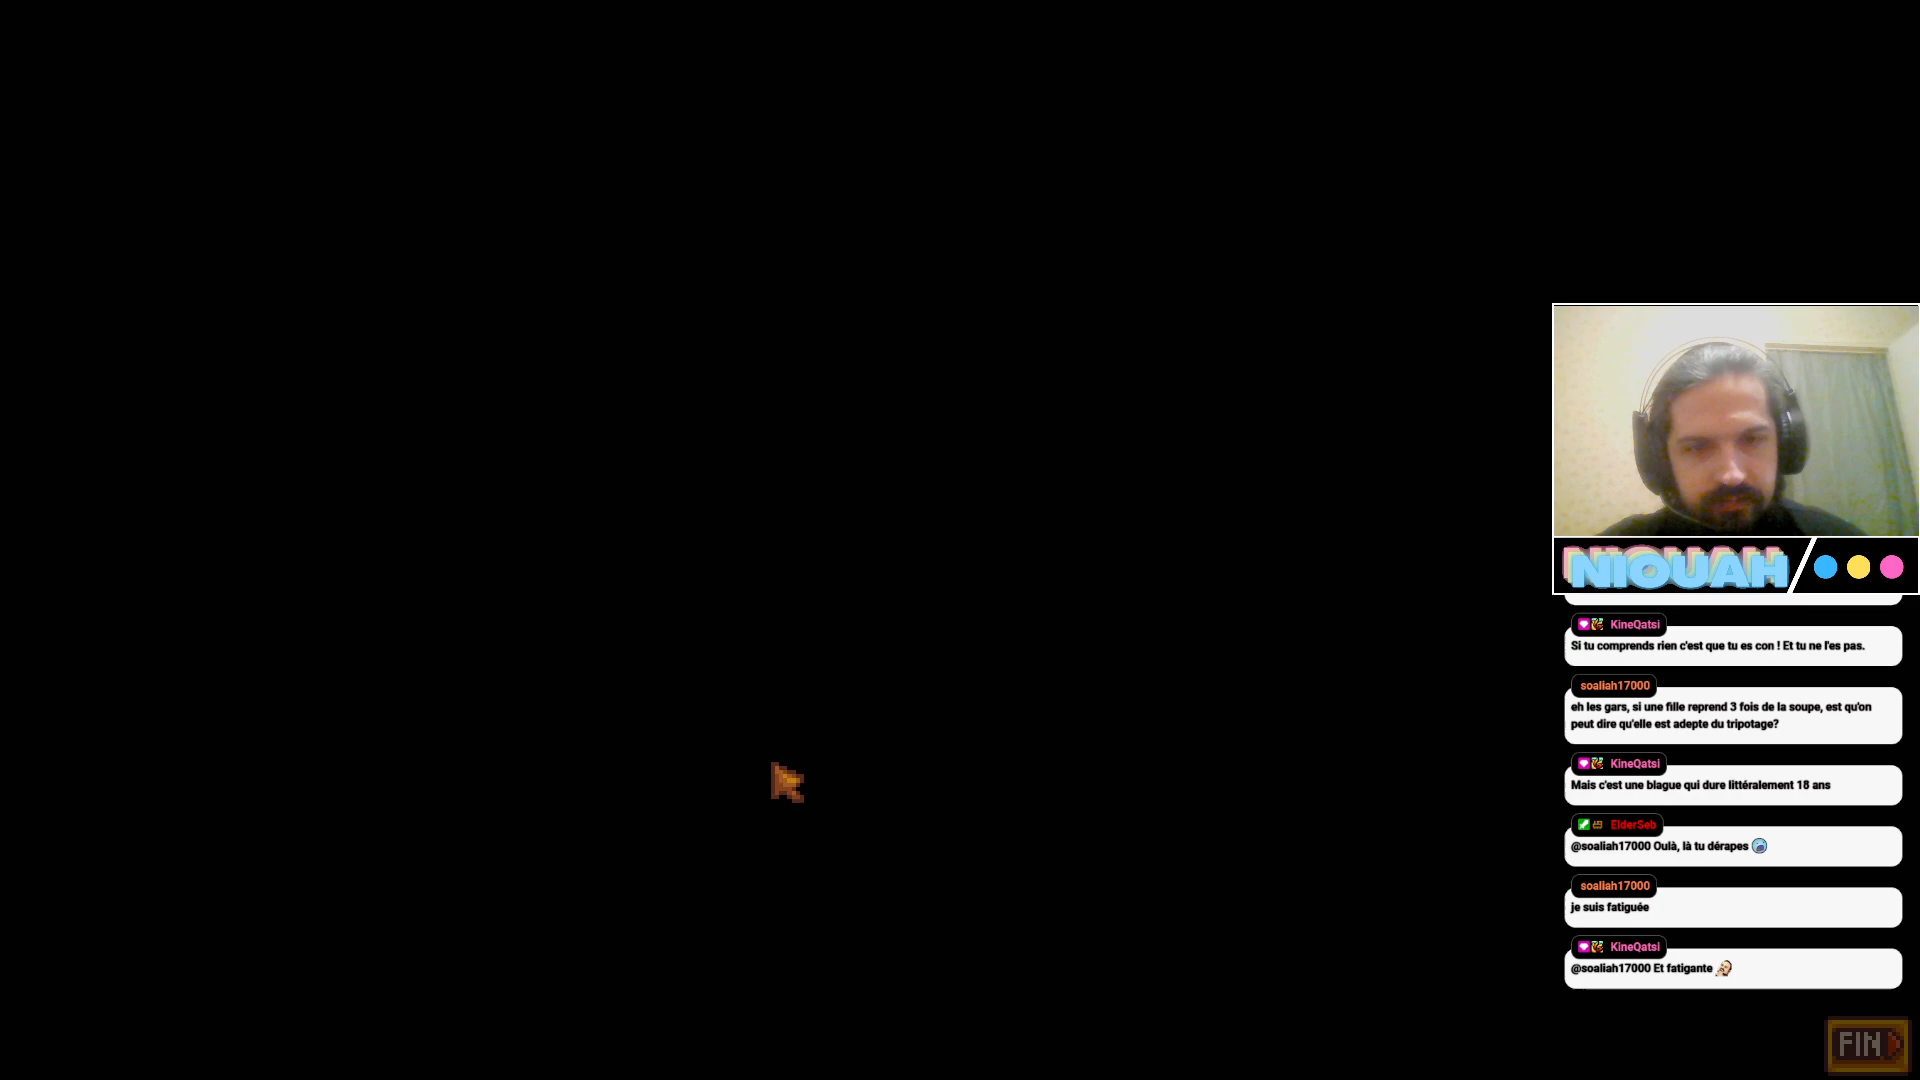 NIOUAH
KineQatsi
Si tu comprends rien c'est que tu es con ! Et tu ne l'es pas.
soaliah17000
eh les gars, si une fille reprend 3 fois de la soupe, est qu'on
peut dire qu'elle est adepte du tripotage?
KineQatsi
Mais c'est une blague qui dure littéralement 18 ans
ElderSeb
@soaliah17000 Oulà, là tu dérapes
soaliah17000
je suis fatiguée
KineQatsi
@soaliah17000 Et fatigante
FIN